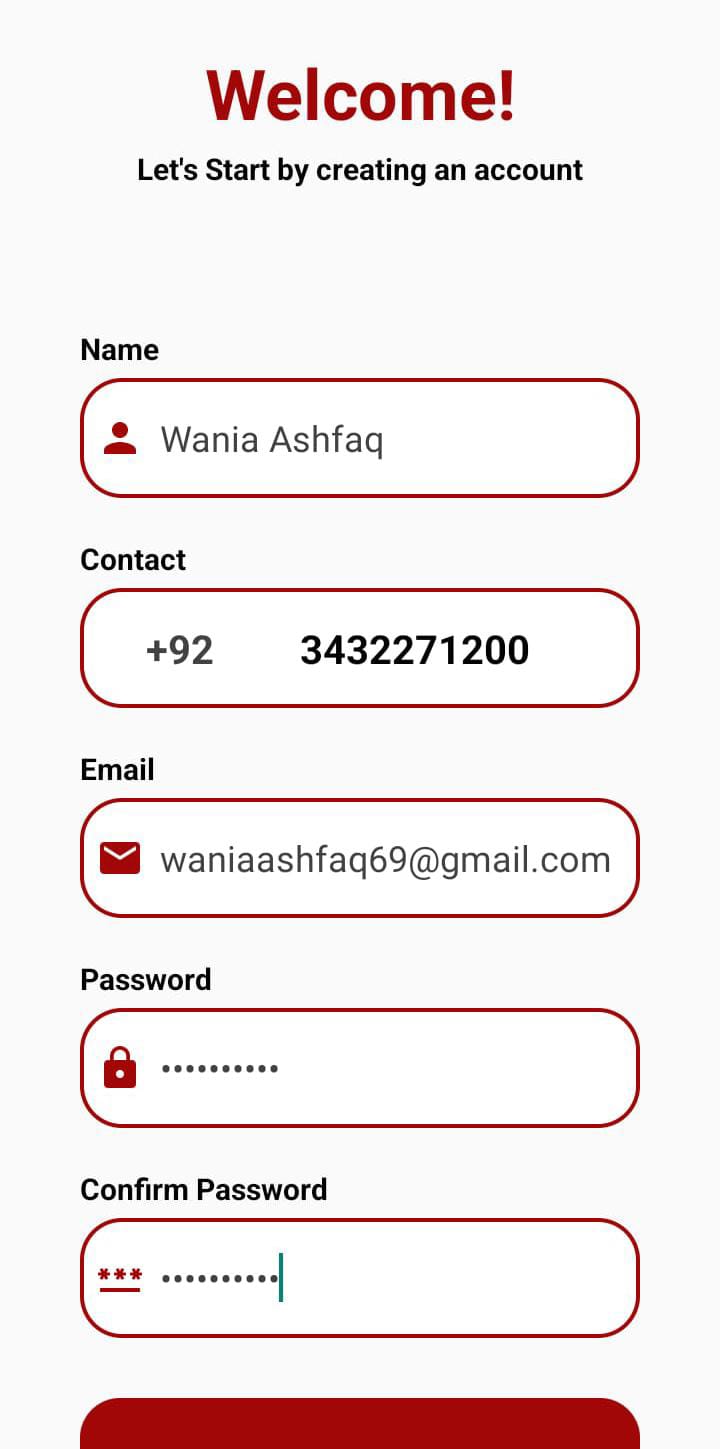 Welcome!
Let's Start by creating an account
Name
Wania Ashfaq
Contact
+92 3432271200
Email
waniaashfaq69@gmail.com
Password
••••••••••
Confirm Password
*** ••••••••••